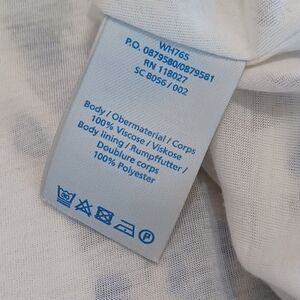 WH765
P.O. 0879580/0879581
RN 118027
SC 8056 / 002
Body / Obermaterial / Corps
100% Viscose / Viskose
Body lining / Rumpffutter /
Doublure corps
100% Polyester